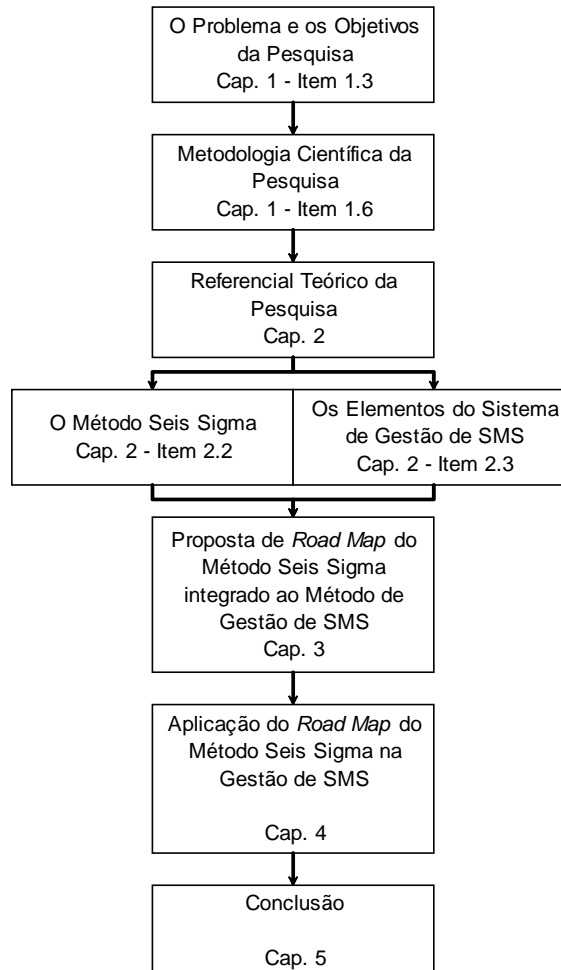 O Problema e os Objetivos
da Pesquisa
Cap. 1 - Item 1.3
Metodologia Científica da
Pesquisa
Cap. 1 - Item 1.6
Referencial Teórico da
Pesquisa
Cap. 2
O Método Seis Sigma
Cap. 2 - Item 2.2
Os Elementos do Sistema
de Gestão de SMS
Cap. 2 - Item 2.3
Proposta de Road Map do
Método Seis Sigma
integrado ao Método de
Gestão de SMS
Cap. 3
Aplicação do Road Map do
Método Seis Sigma na
Gestão de SMS
Cap. 4
Conclusão
Cap. 5